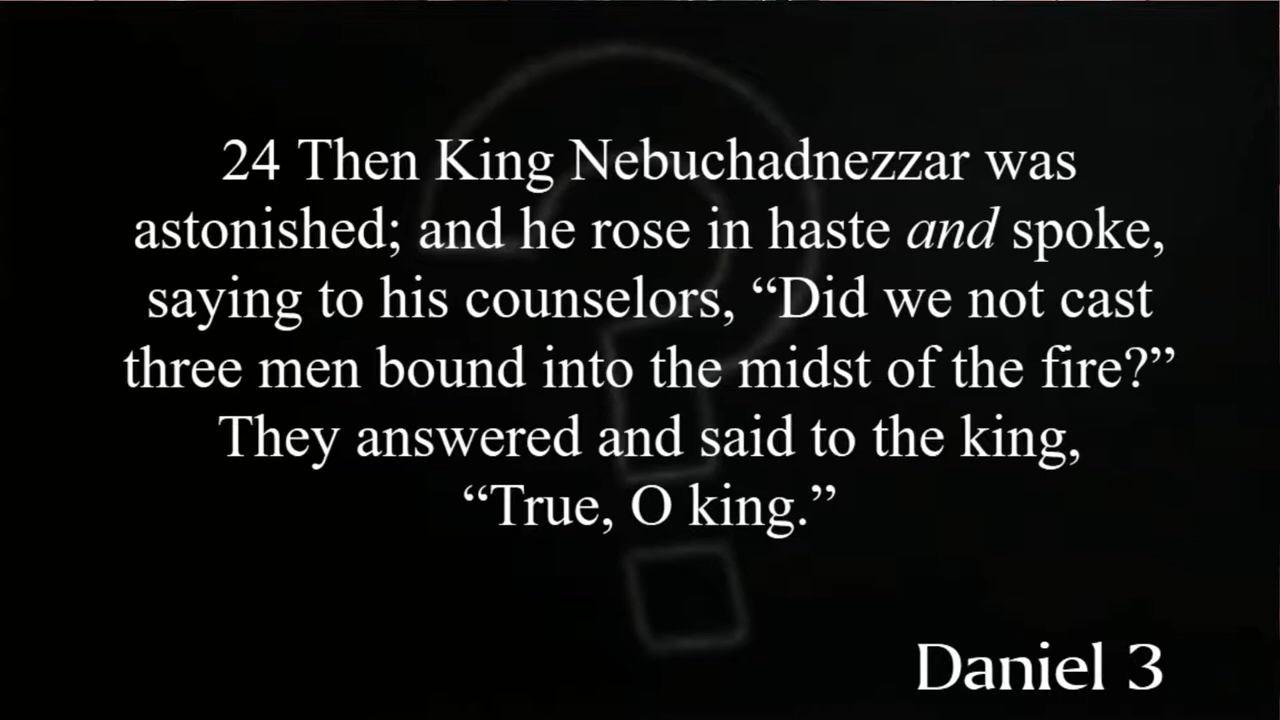 24 Then King Nebuchadnezzar was
astonished; and he rose in haste and spoke,
saying to his counselors, “Did we not cast
three men bound into the midst of the fire?”
They answered and said to the king,
“True, O king.”
Daniel 3